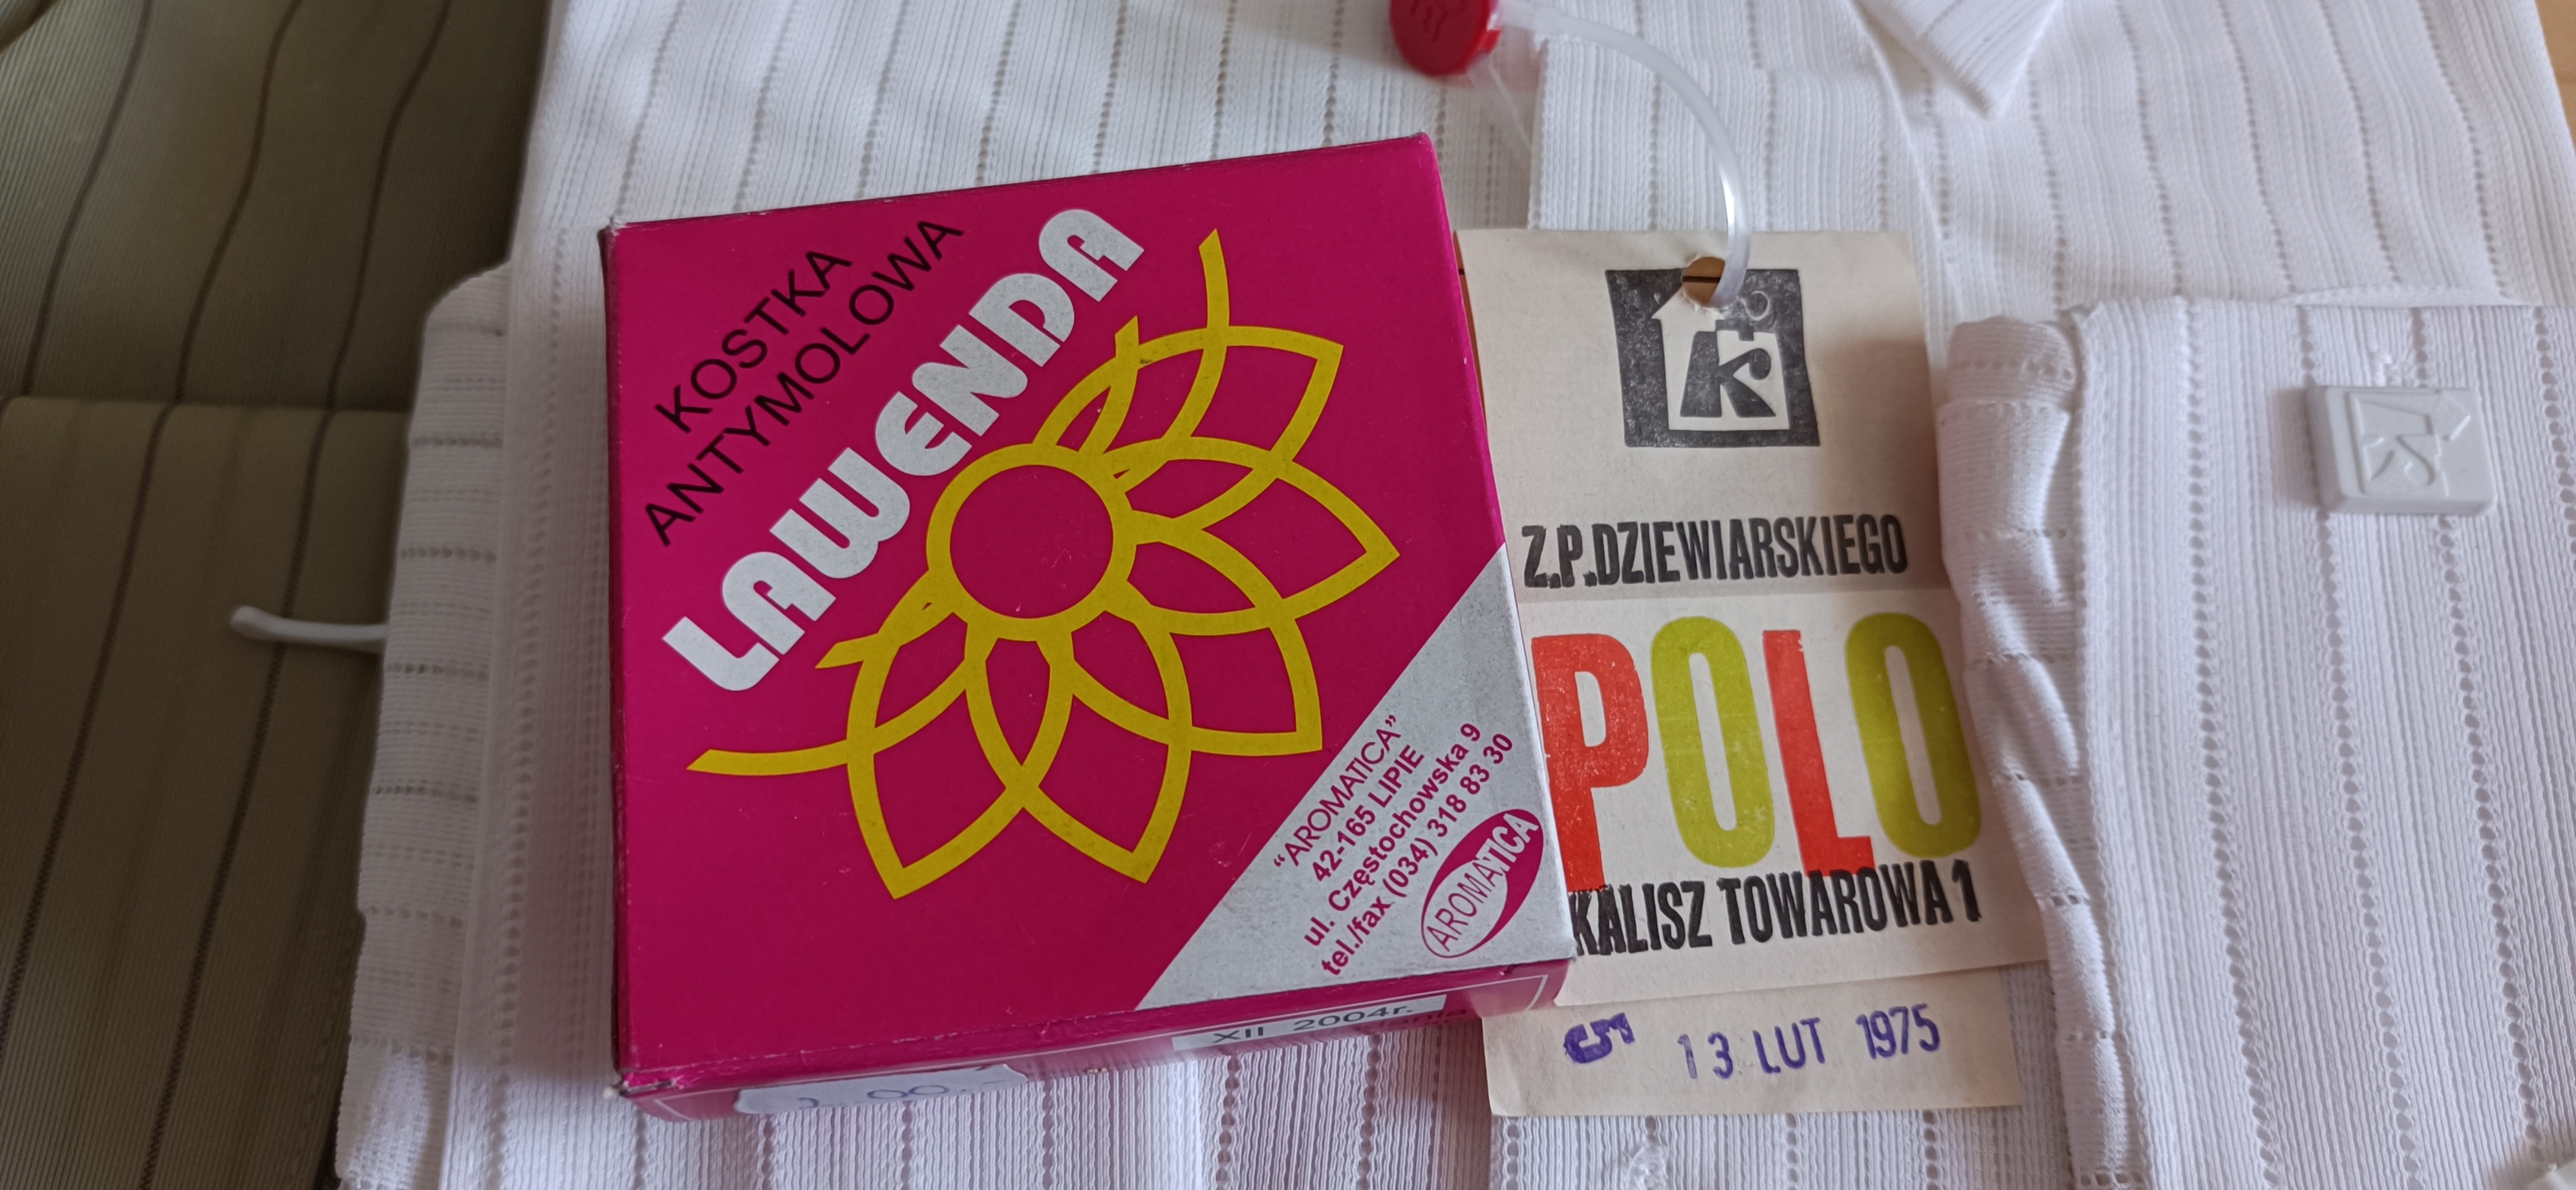 KOSTKA
ANTYMOLOWA
LAWENDA
"AROMATICA"
42-165 LIPIE
ul. Częstochowska 9
tel./fax (034) 318 83 30
AROMATICA
XII 2004r.
K
Z.P.DZIEWIARSKIEGO
POLO
KALISZ TOWAROWA 1
5 13 LUT 1975
K